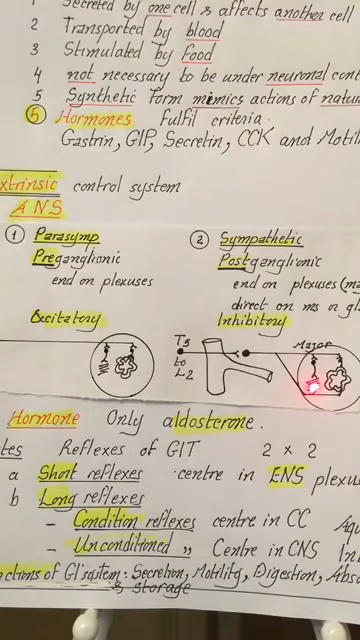 1 Secreted by one cell & affects another cell
2 Transported by blood
3 Stimulated by Food
4 not necessary to be under neuronal cont
5 Synthetic form mimics actions of natu
5 Hormones Fulfil criteria.
Gastrin, GIP, Secretin, CCK and Motil
xtrinsic control system
ANS
1 Parasymp
Preganglionic
end on plexuses
Excitatory
2 Sympathetic
Postganglionic
end on plexuses (ma
direct on ms or gl
Inhibitory
T5
to
L2
Major
Hormone Only aldosterone.
tes Reflexes of GIT 2 x 2
a Short reflexes centre in ENS plexu
b Long reflexes
- Condition reflexes centre in CC
- Unconditioned ,, Centre in CNS In
nctions of GI system: Secretion, Motility, Digestion, Abs
& storage